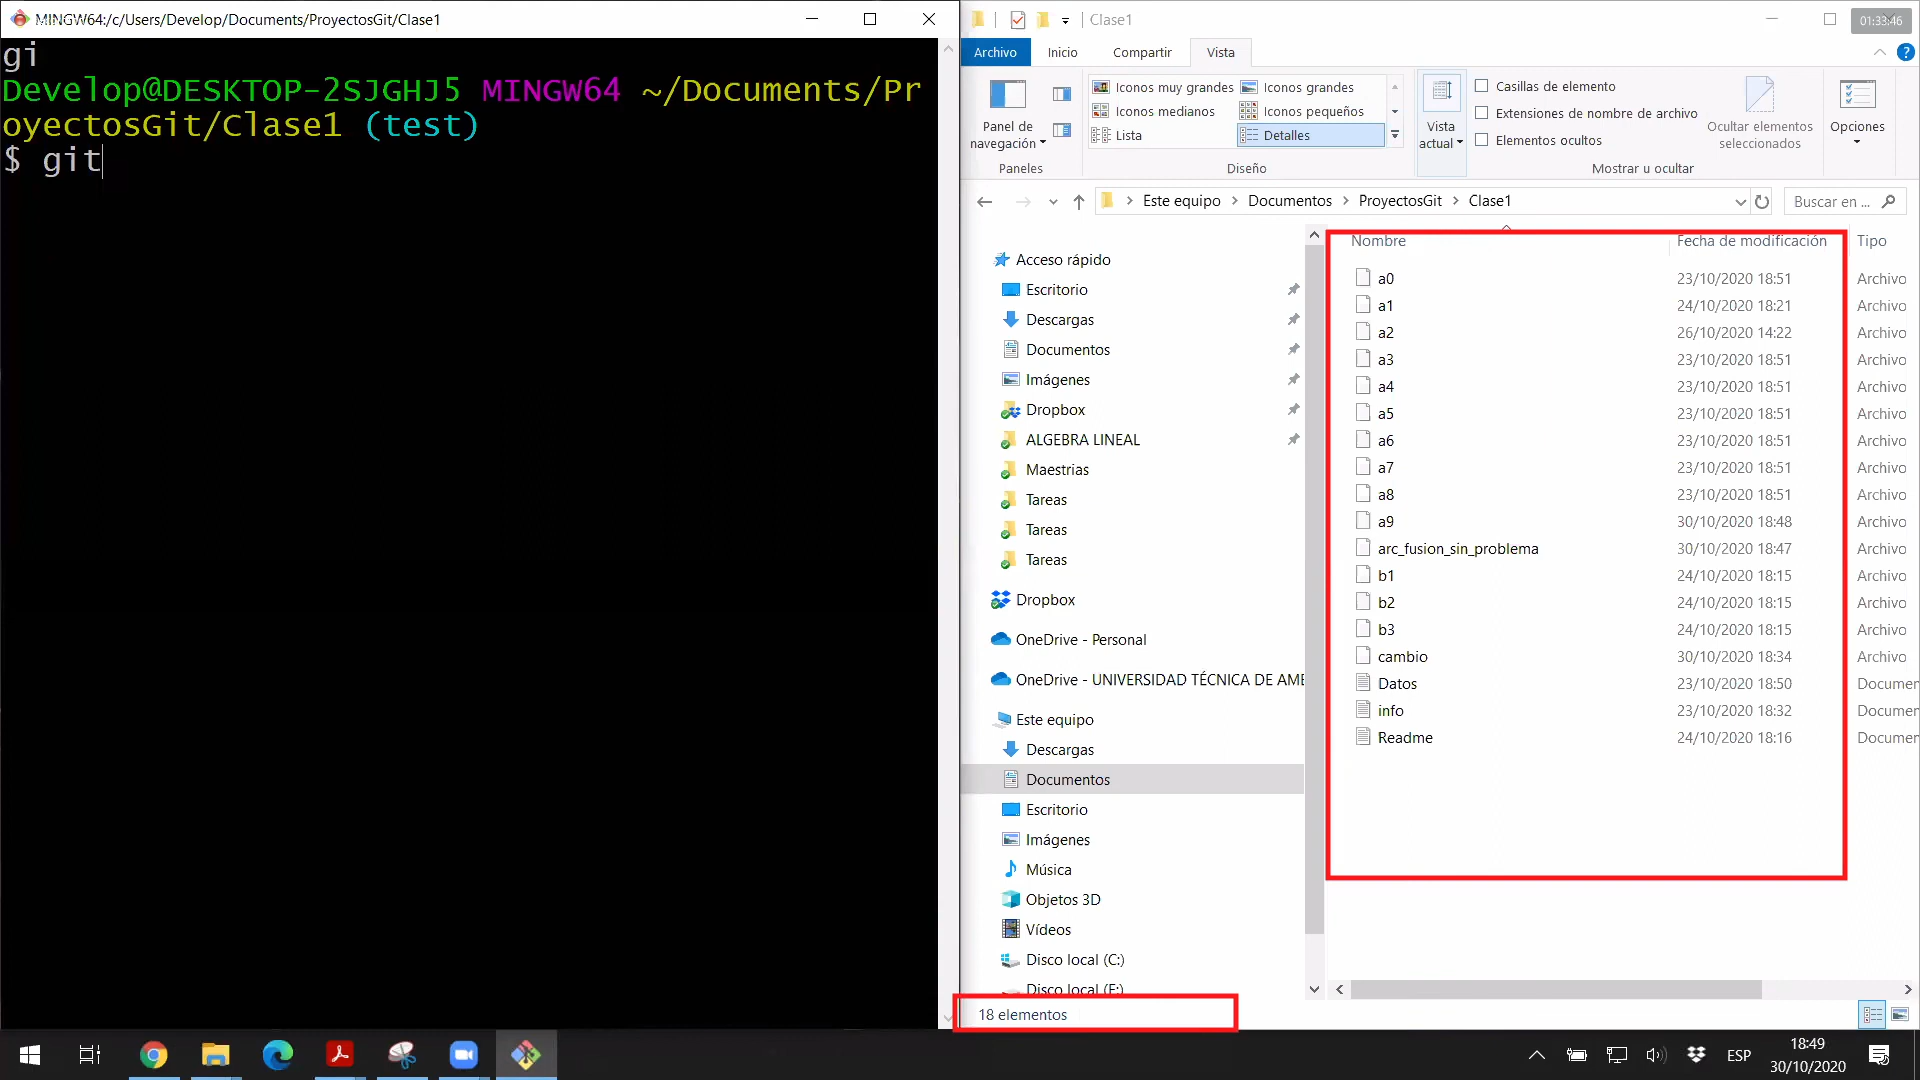 MINGW64:/c/Users/Develop/Documents/ProyectosGit/Clase1
gi
Develop@DESKTOP-2SJGHJ5 MINGW64 ~/Documents/Pr
oyectosGit/Clase1 (test)
$ git
Clase1
01:33:46
Archivo
Inicio
Compartir
Vista
Panel de
navegación
Paneles
Iconos muy grandes
Iconos grandes
Iconos medianos
Iconos pequeños
Lista
Detalles
Diseño
Vista
actual
Casillas de elemento
Extensiones de nombre de archivo
Elementos ocultos
Ocultar elementos
seleccionados
Mostrar u ocultar
Opciones
Este equipo > Documentos > ProyectosGit > Clase1
Buscar en ...
Acceso rápido
Escritorio
Descargas
Documentos
Imágenes
Dropbox
ALGEBRA LINEAL
Maestrias
Tareas
Tareas
Tareas
Dropbox
OneDrive - Personal
OneDrive - UNIVERSIDAD TÉCNICA DE AMB
Este equipo
Descargas
Documentos
Escritorio
Imágenes
Música
Objetos 3D
Vídeos
Disco local (C:)
Disco local (F:)
Nombre Fecha de modificación Tipo
a0 23/10/2020 18:51 Archivo
a1 24/10/2020 18:21 Archivo
a2 26/10/2020 14:22 Archivo
a3 23/10/2020 18:51 Archivo
a4 23/10/2020 18:51 Archivo
a5 23/10/2020 18:51 Archivo
a6 23/10/2020 18:51 Archivo
a7 23/10/2020 18:51 Archivo
a8 23/10/2020 18:51 Archivo
a9 30/10/2020 18:48 Archivo
arc_fusion_sin_problema 30/10/2020 18:47 Archivo
b1 24/10/2020 18:15 Archivo
b2 24/10/2020 18:15 Archivo
b3 24/10/2020 18:15 Archivo
cambio 30/10/2020 18:34 Archivo
Datos 23/10/2020 18:50 Documen
info 23/10/2020 18:32 Documen
Readme 24/10/2020 18:16 Documen
18 elementos
ESP
18:49
30/10/2020